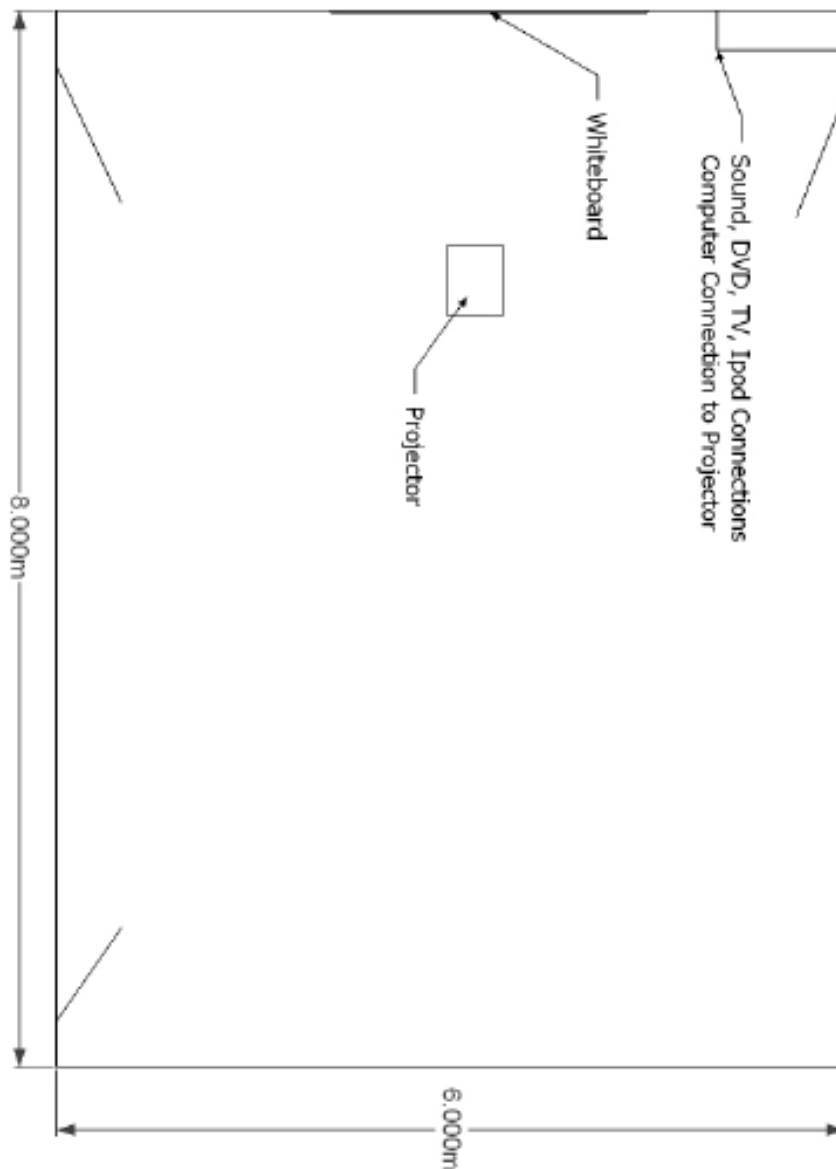 Whiteboard
Sound, DVD, TV, Ipod Connections
Computer Connection to Projector
Projector
8.000m
6.000m